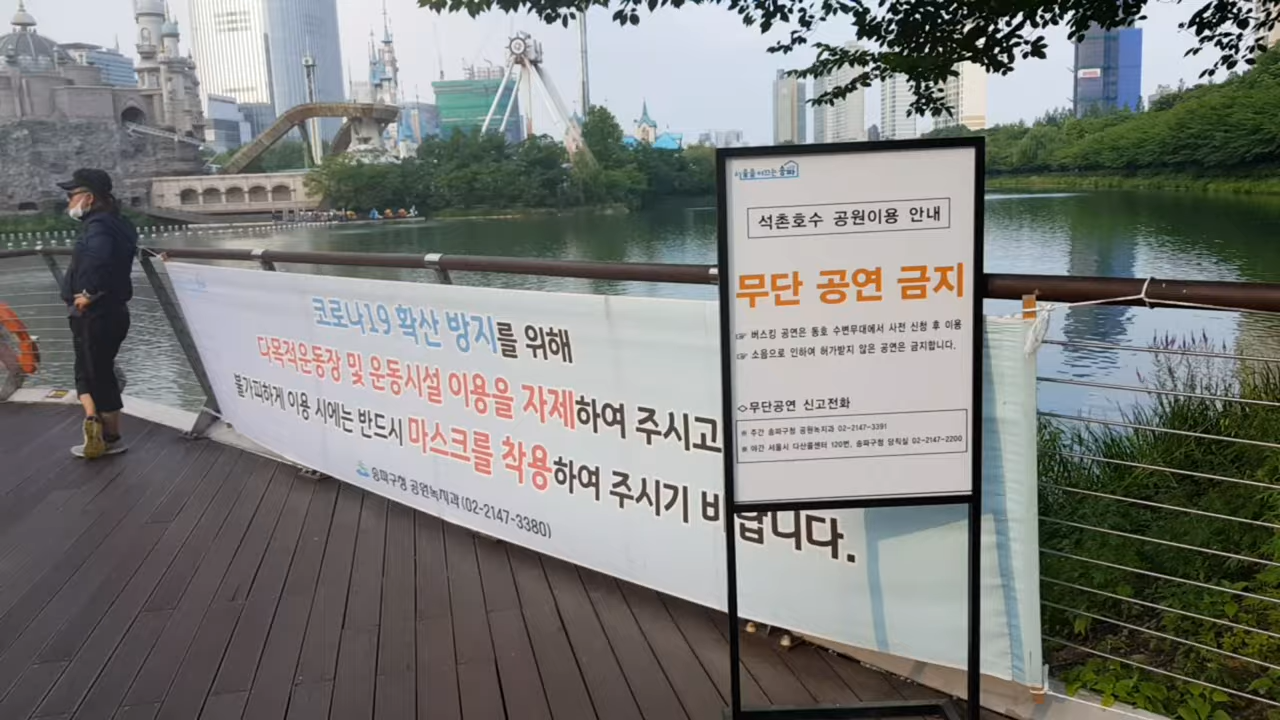 코로나19 확산 방지를 위해
다목적운동장 및 운동시설 이용을 자제하여 주시고
불가피하게 이용 시에는 반드시 마스크를 착용하여 주시기 바랍니다.
송파구청 공원녹지과 (02-2147-3380)
서울을 이끄는 송파
석촌호수 공원이용 안내
무단 공연 금지
☞ 버스킹 공연은 동호 수변무대에서 사전 신청 후 이용
☞ 소음으로 인하여 허가받지 않은 공연은 금지합니다.
◇무단공연 신고전화
※ 주간 송파구청 공원녹지과 02-2147-3391
※ 야간 서울시 다산콜센터 120번, 송파구청 당직실 02-2147-2200